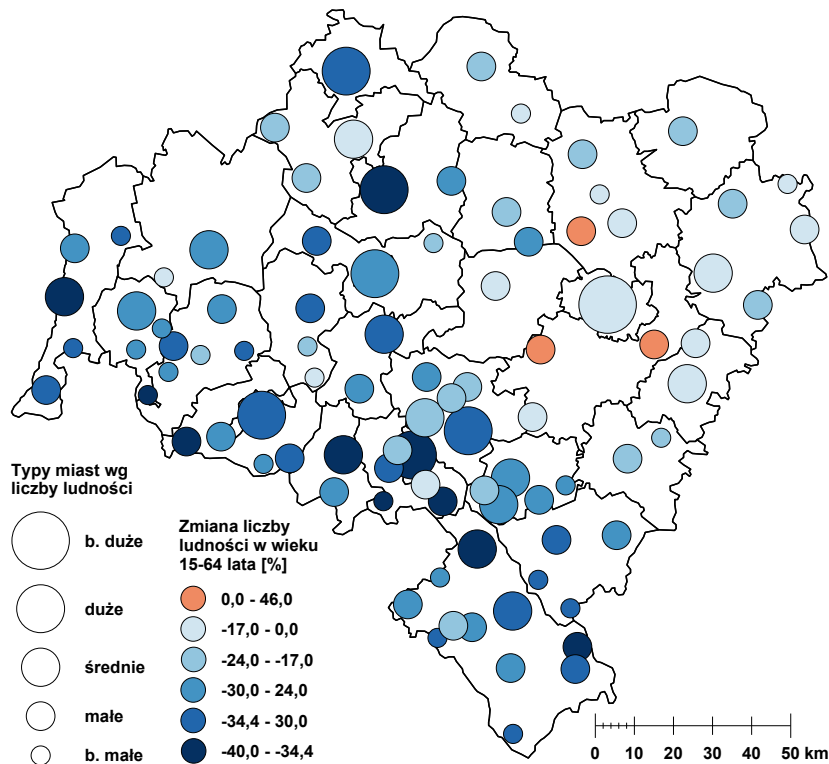 Typy miast wg
liczby ludności
b. duże
duże
średnie
małe
b. małe
Zmiana liczby
ludności w wieku
15-64 lata [%]
0,0 - 46,0
-17,0 - 0,0
-24,0 - -17,0
-30,0 - 24,0
-34,4 - 30,0
-40,0 - -34,4
0 10 20 30 40 50 km